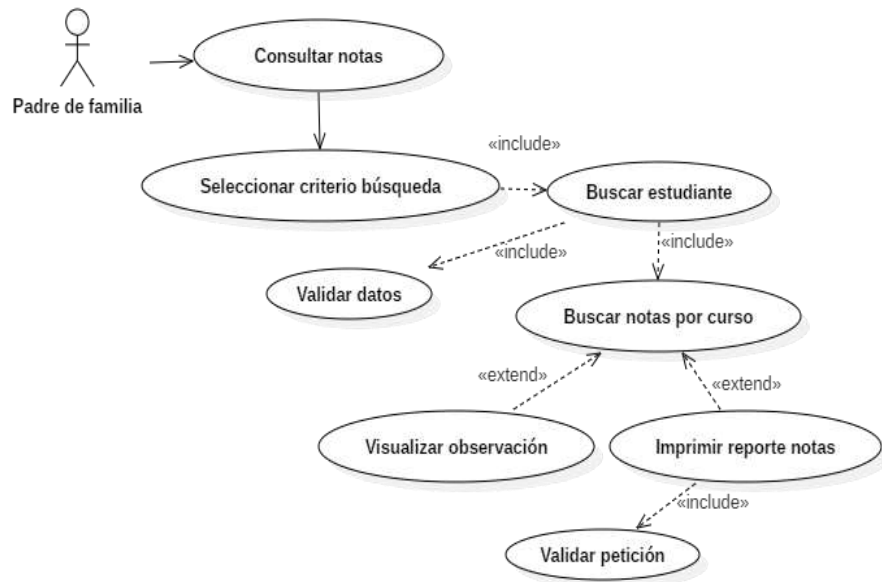 Consultar notas
Padre de familia
«include»
Seleccionar criterio búsqueda
Buscar estudiante
«include»
«include»
Validar datos
Buscar notas por curso
«extend»
«extend»
Visualizar observación
Imprimir reporte notas
«include»
Validar petición